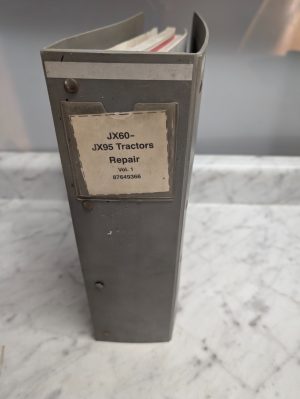 JX60-
JX95 Tractors
Repair
Vol. 1
87649366